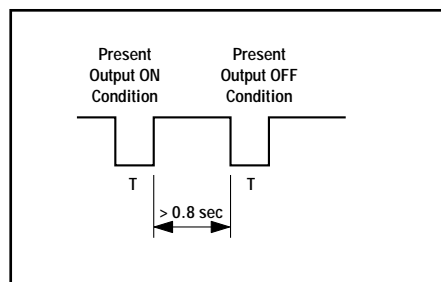 Present
Output ON
Condition
Present
Output OFF
Condition
T
T
> 0.8 sec